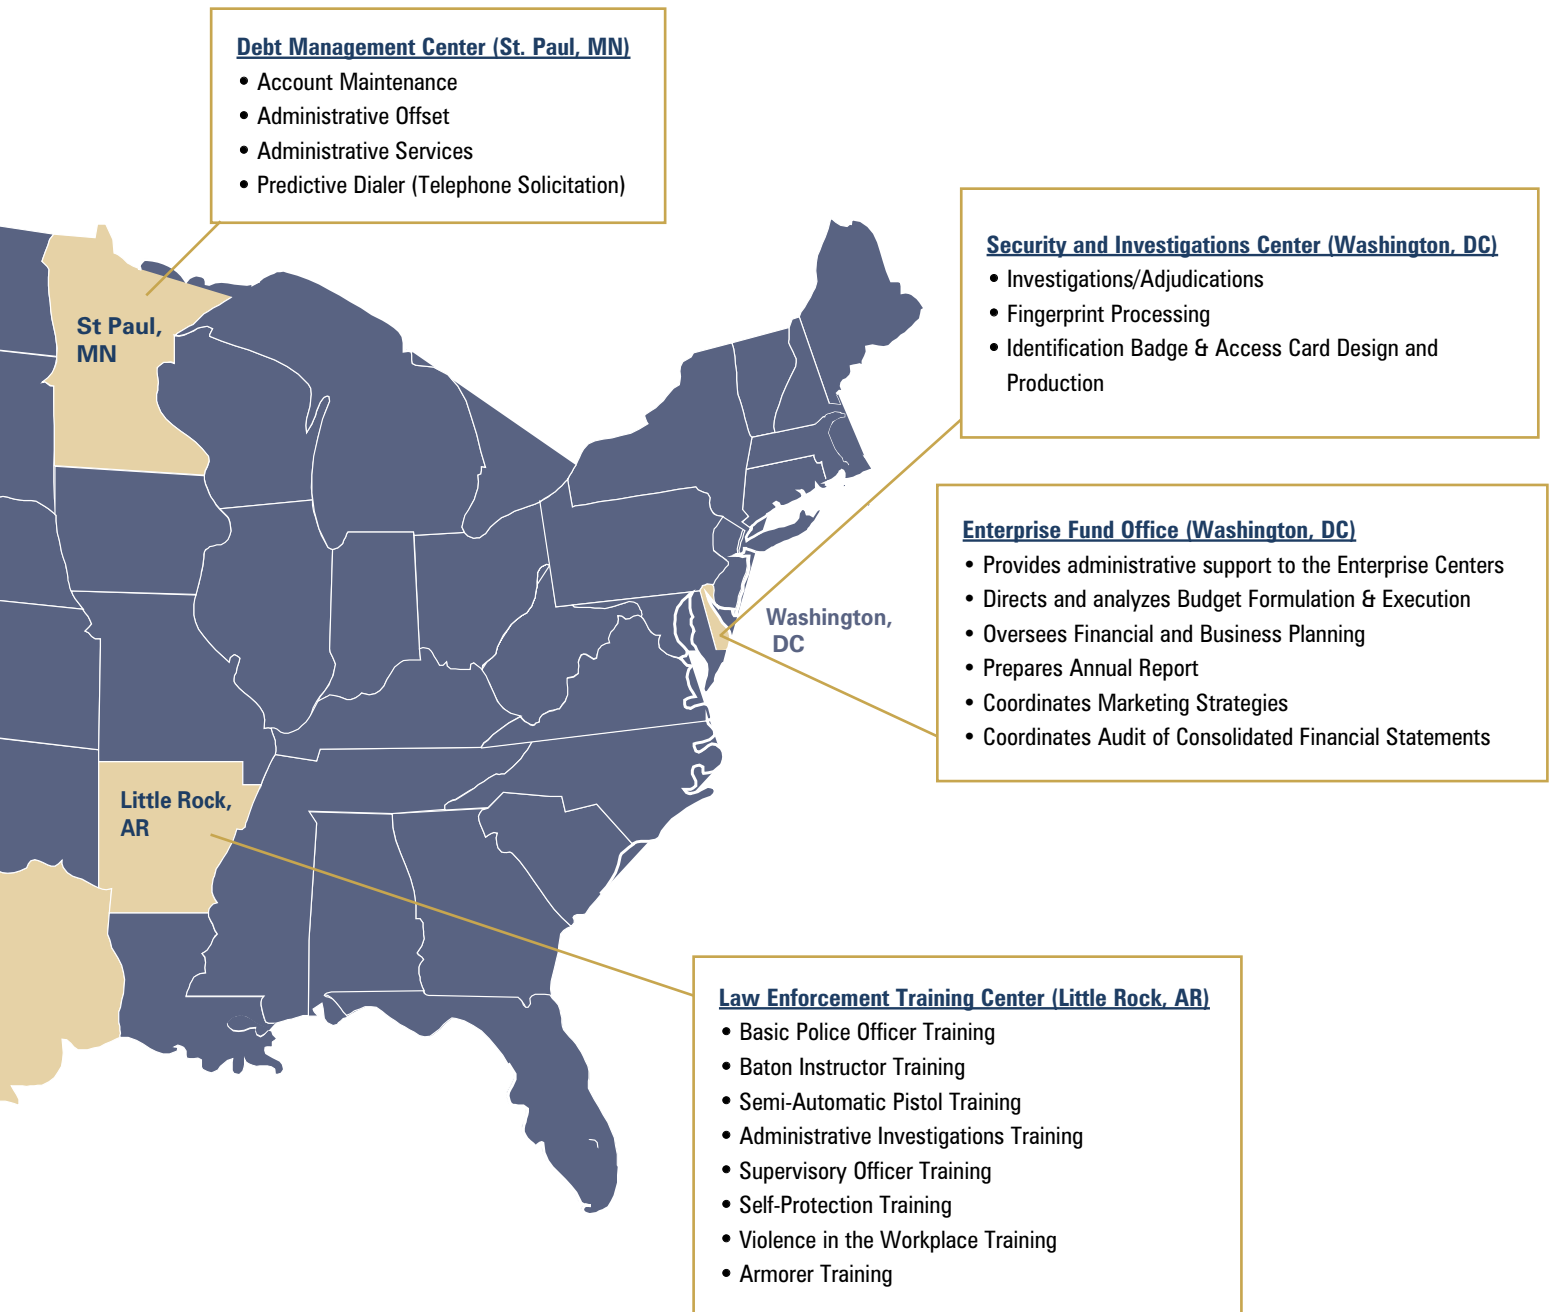 Debt Management Center (St. Paul, MN)
• Account Maintenance
• Administrative Offset
• Administrative Services
• Predictive Dialer (Telephone Solicitation)
Security and Investigations Center (Washington, DC)
• Investigations/Adjudications
• Fingerprint Processing
• Identification Badge & Access Card Design and
Production
St Paul,
MN
Enterprise Fund Office (Washington, DC)
• Provides administrative support to the Enterprise Centers
• Directs and analyzes Budget Formulation & Execution
• Oversees Financial and Business Planning
• Prepares Annual Report
• Coordinates Marketing Strategies
• Coordinates Audit of Consolidated Financial Statements
Washington,
DC
Little Rock,
AR
Law Enforcement Training Center (Little Rock, AR)
• Basic Police Officer Training
• Baton Instructor Training
• Semi-Automatic Pistol Training
• Administrative Investigations Training
• Supervisory Officer Training
• Self-Protection Training
• Violence in the Workplace Training
• Armorer Training